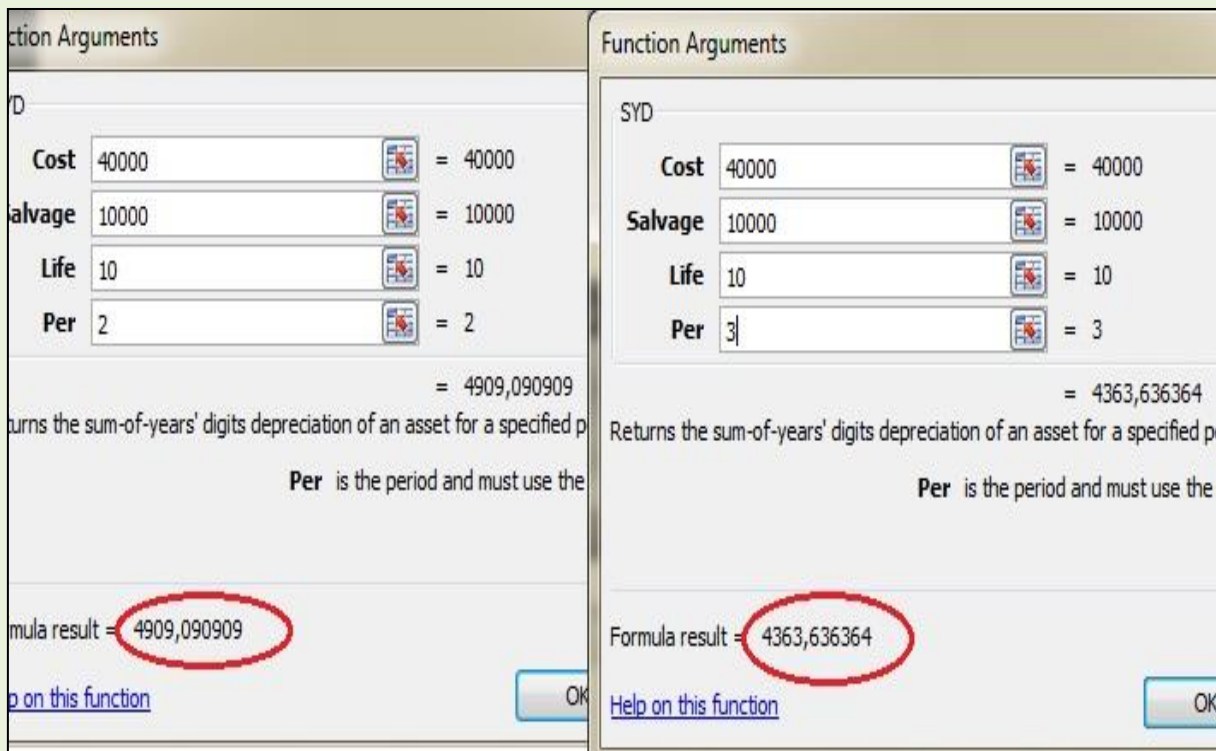 ction Arguments
YD
Cost 40000 = 40000
Salvage 10000 = 10000
Life 10 = 10
Per 2 = 2
= 4909,090909
turns the sum-of-years' digits depreciation of an asset for a specified p
Per is the period and must use the
mula result = 4909,090909
p on this function
OK
Function Arguments
SYD
Cost 40000 = 40000
Salvage 10000 = 10000
Life 10 = 10
Per 3 = 3
= 4363,636364
Returns the sum-of-years' digits depreciation of an asset for a specified p
Per is the period and must use the
Formula result = 4363,636364
Help on this function
OK